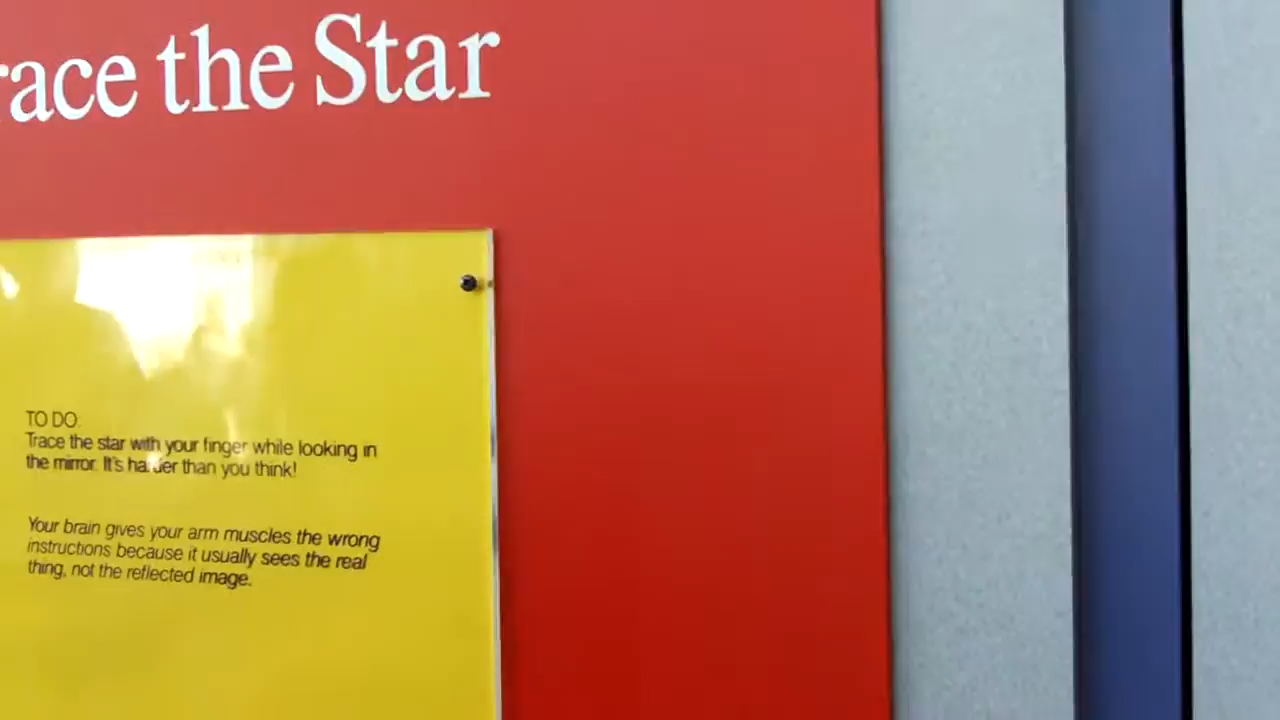 race the Star
TO DO:
Trace the star with your finger while looking in
the mirror. It's harder than you think!
Your brain gives your arm muscles the wrong
instructions because it usually sees the real
thing, not the reflected image.